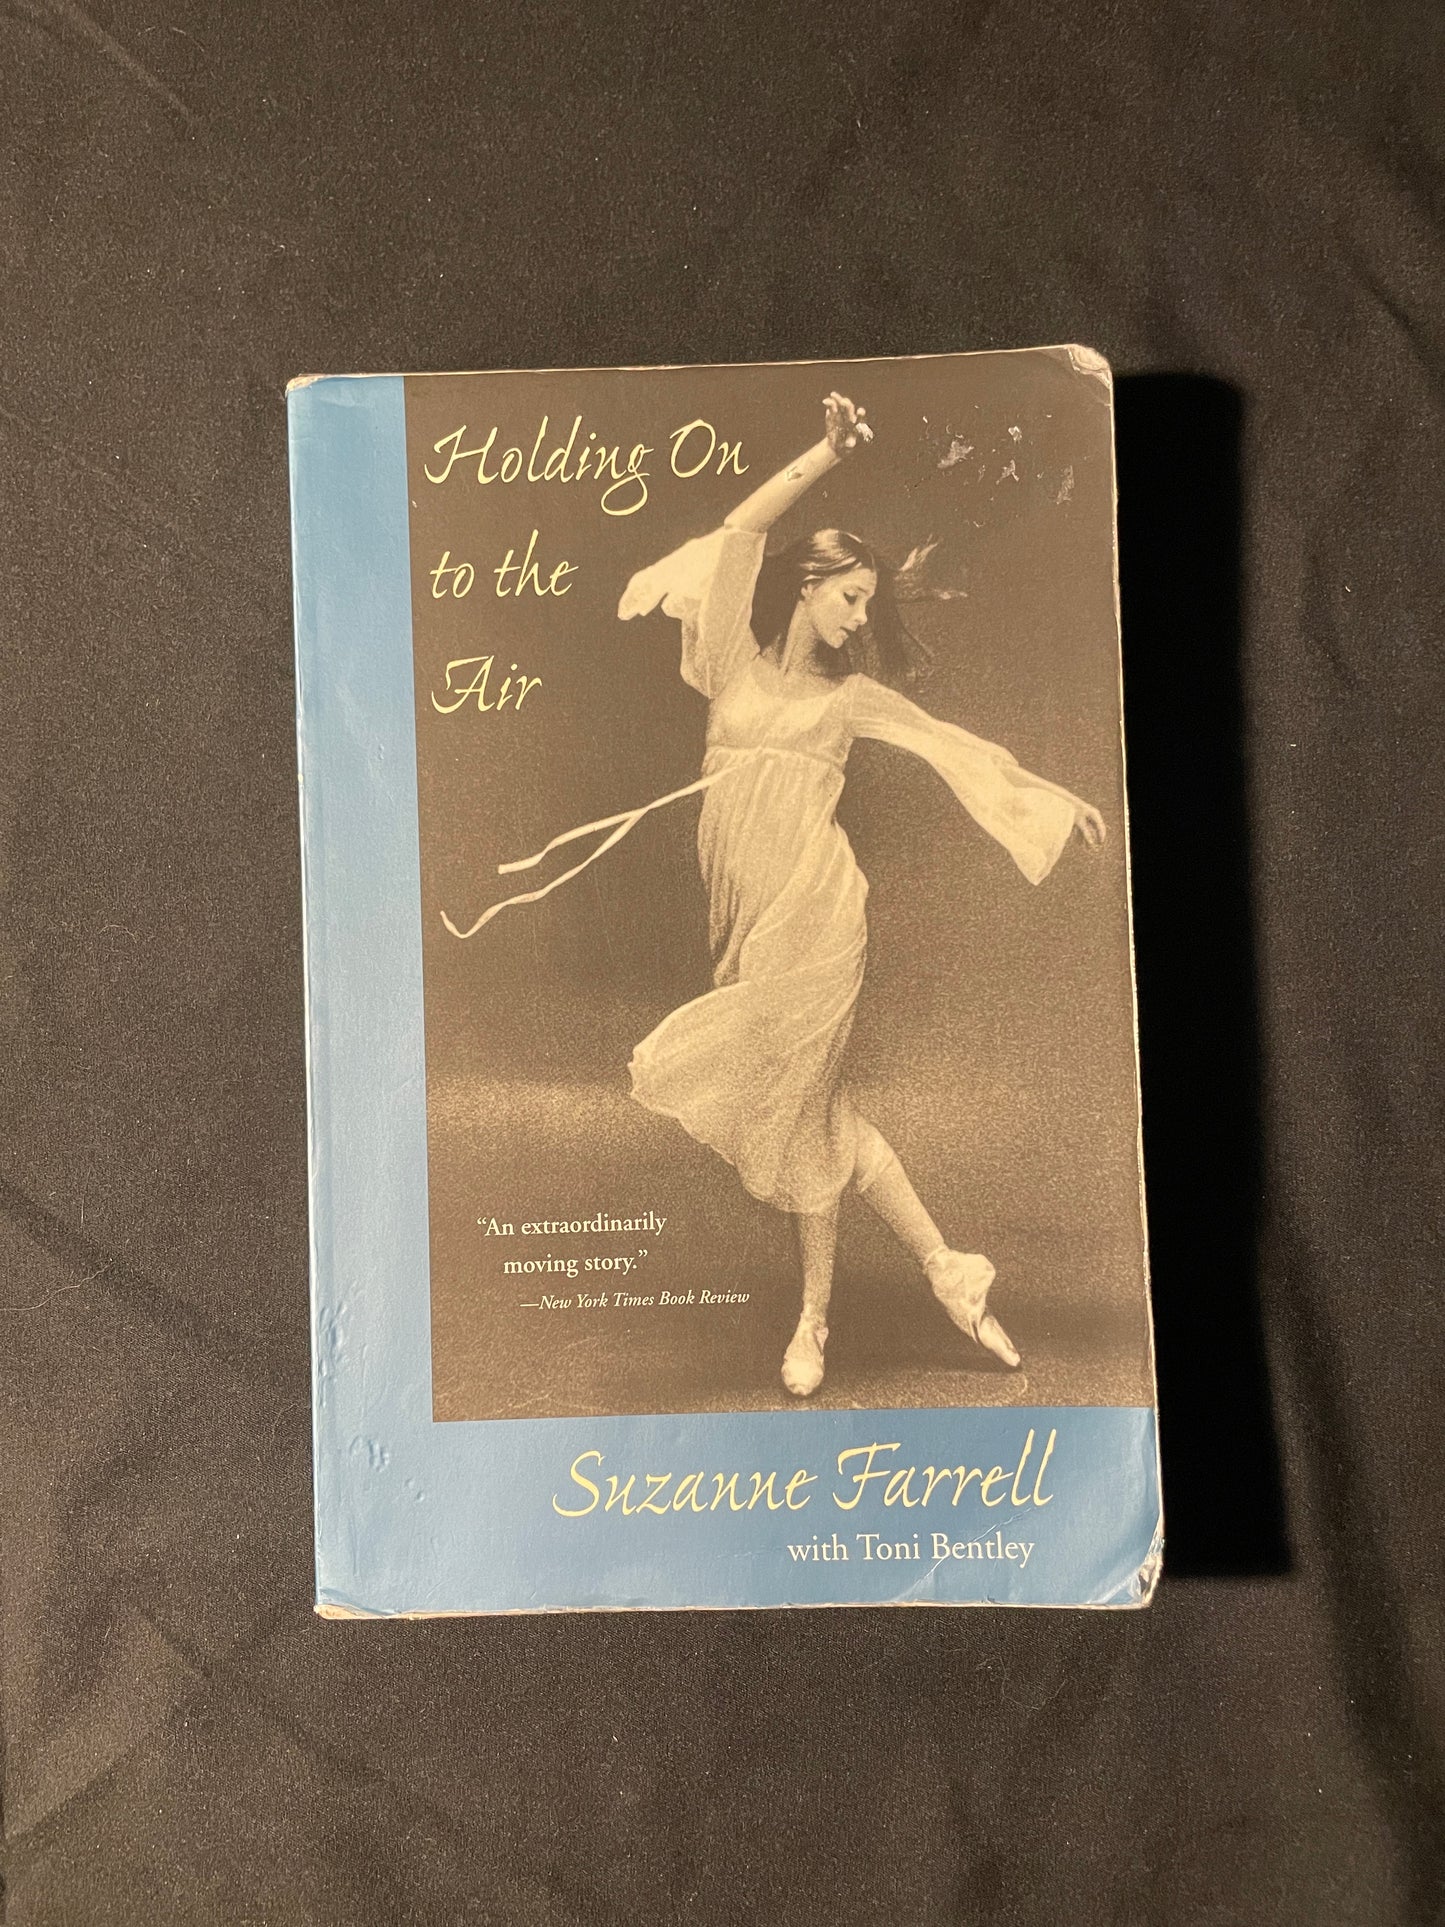 Holding On
to the
Air
“An extraordinarily
moving story.”
—New York Times Book Review
Suzanne Farrell
with Toni Bentley